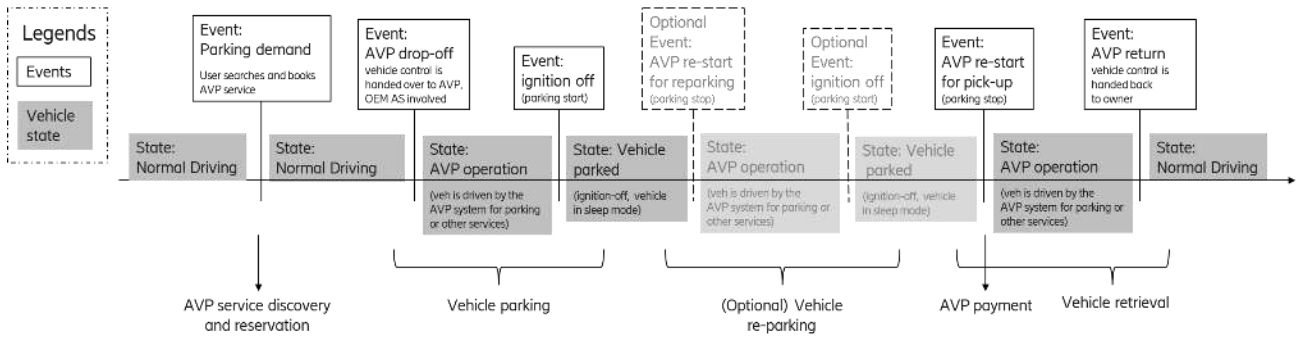 Legends
Events
Vehicle
state
Event:
Parking demand
User searches and books
AVP service
Event:
AVP drop-off
vehicle control is
handed over to AVP,
OEM AS involved
Event:
ignition off
(parking start)
Optional
Event:
AVP re-start
for reparking
(parking stop)
Optional
Event:
ignition off
(parking start)
Event:
AVP re-start
for pick-up
(parking stop)
Event:
AVP return
vehicle control is
handed back
to owner
State:
Normal Driving
State:
Normal Driving
State:
AVP operation
(veh is driven by the
AVP system for parking
or other services)
State: Vehicle
parked
(ignition-off, vehicle
in sleep mode)
State:
AVP operation
(veh is driven by the
AVP system for parking or
other services)
State: Vehicle
parked
(ignition-off, vehicle
in sleep mode)
State:
AVP operation
(veh is driven by the
AVP system for parking
or other services)
State:
Normal Driving
AVP service discovery
and reservation
Vehicle parking
(Optional) Vehicle
re-parking
AVP payment
Vehicle retrieval